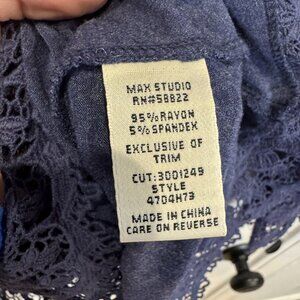 MAX STUDIO
RN#58822
95%RAYON
5%SPANDEX
EXCLUSIVE OF
TRIM
CUT:3001249
STYLE
4704H73
MADE IN CHINA
CARE ON REVERSE